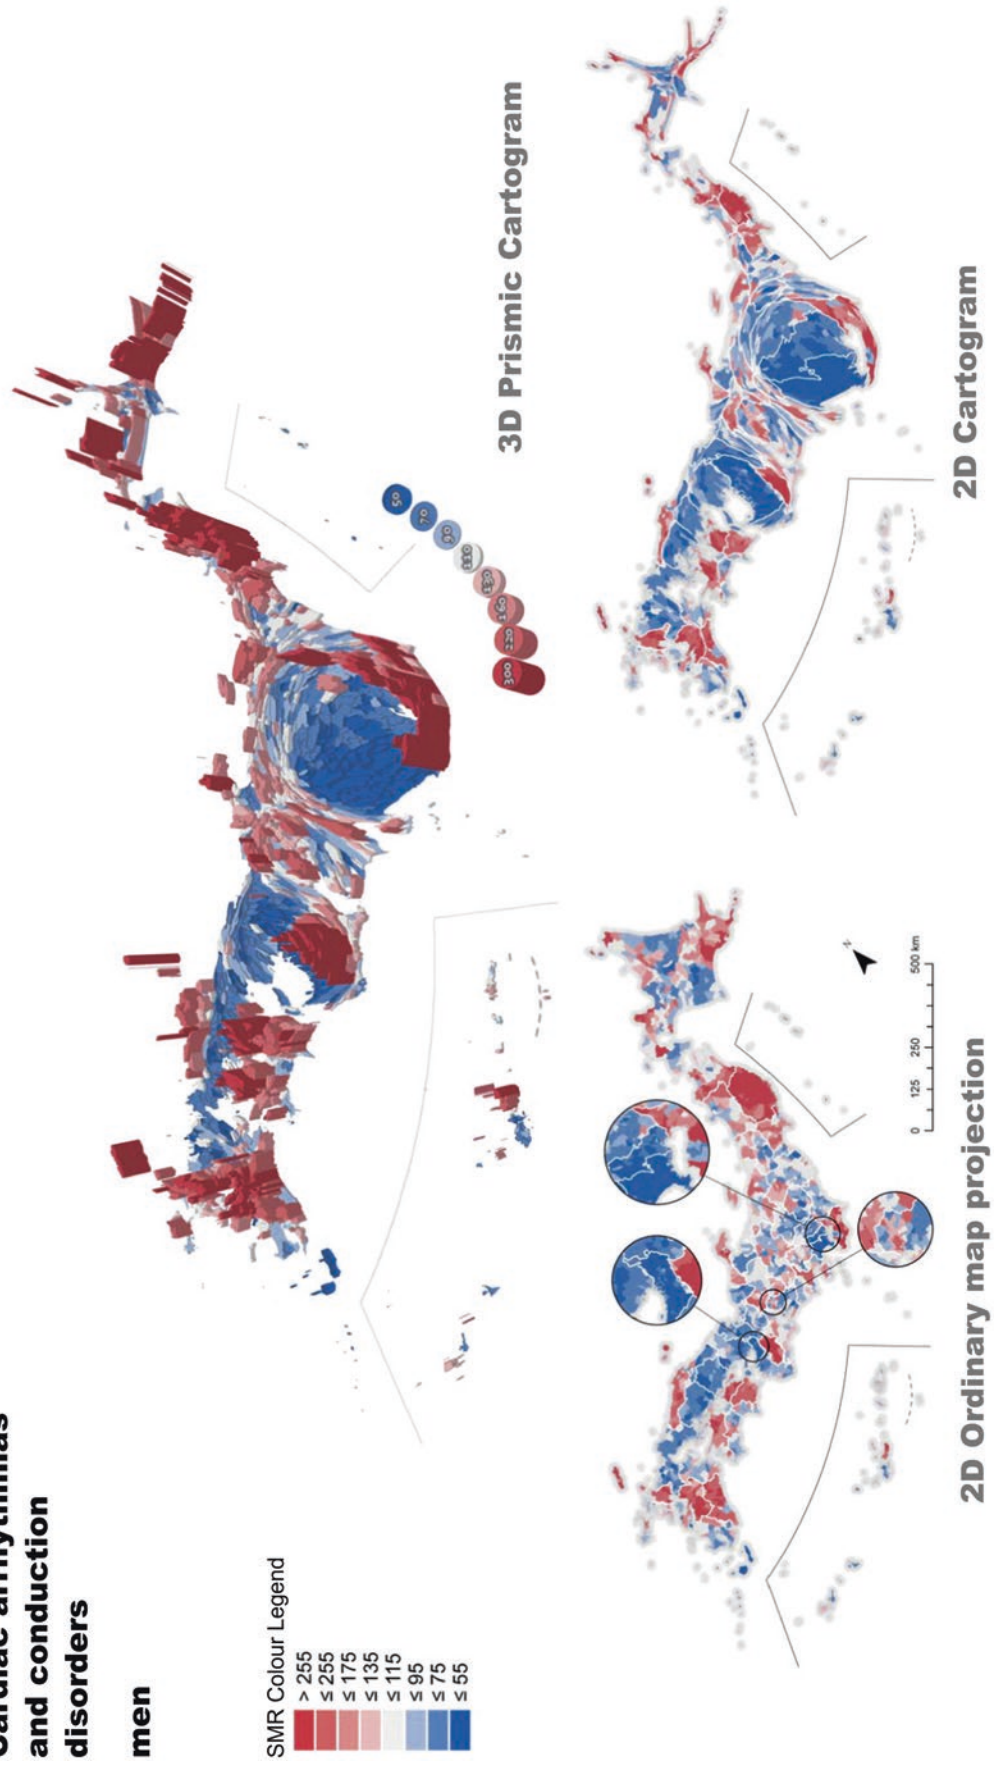 and conduction
disorders
men
SMR Colour Legend
> 255
≤ 255
≤ 175
≤ 135
≤ 115
≤ 95
≤ 75
≤ 55
3D Prismic Cartogram
300
220
160
130
110
90
70
50
2D Ordinary map projection
0
125
250
500 km
N
2D Cartogram